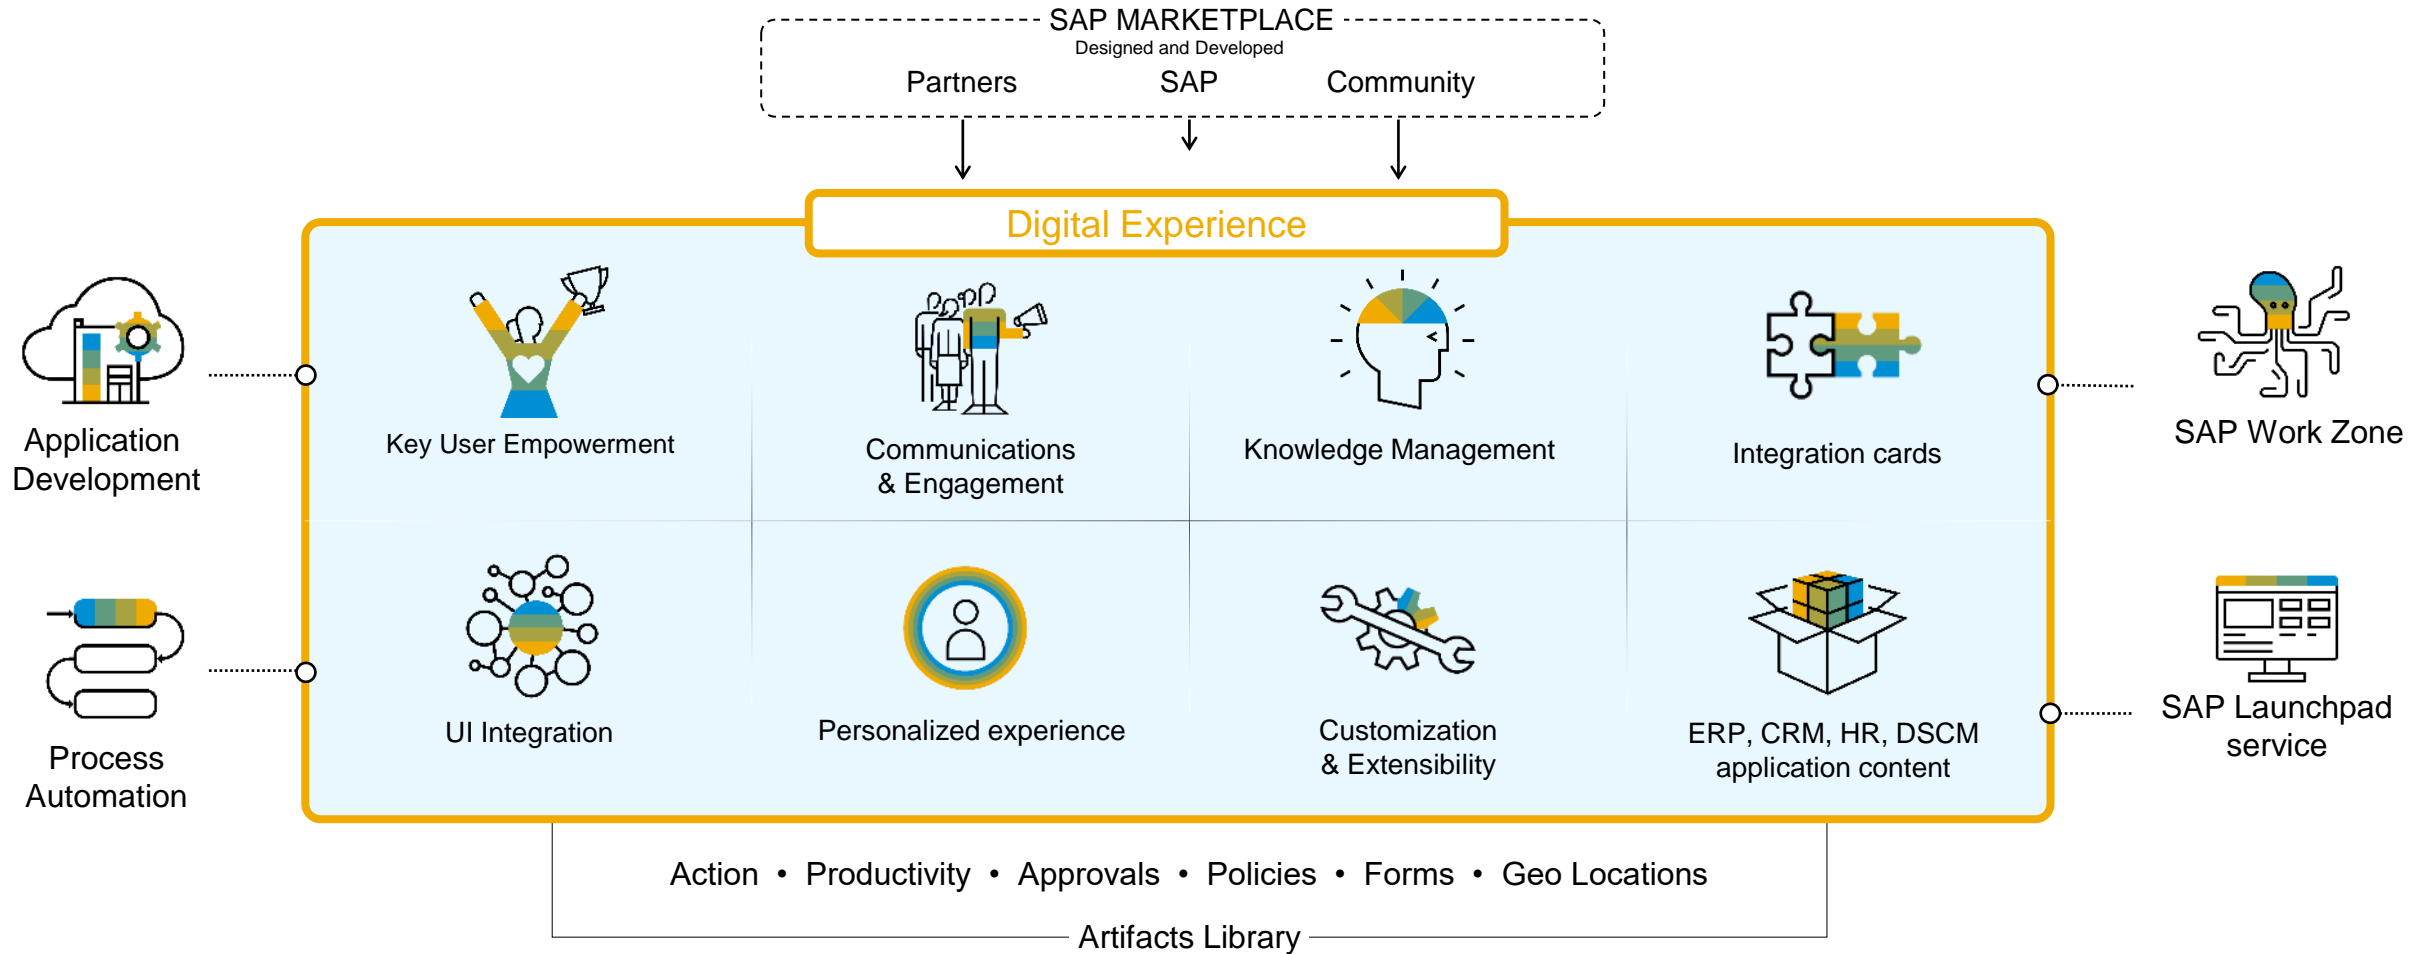 SAP MARKETPLACE
Designed and Developed
Partners SAP Community
Digital Experience
Application
Development
Key User Empowerment
Communications
& Engagement
Knowledge Management
Integration cards
SAP Work Zone
Process
Automation
UI Integration
Personalized experience
Customization
& Extensibility
ERP, CRM, HR, DSCM
application content
SAP Launchpad
service
Action • Productivity • Approvals • Policies • Forms • Geo Locations
Artifacts Library